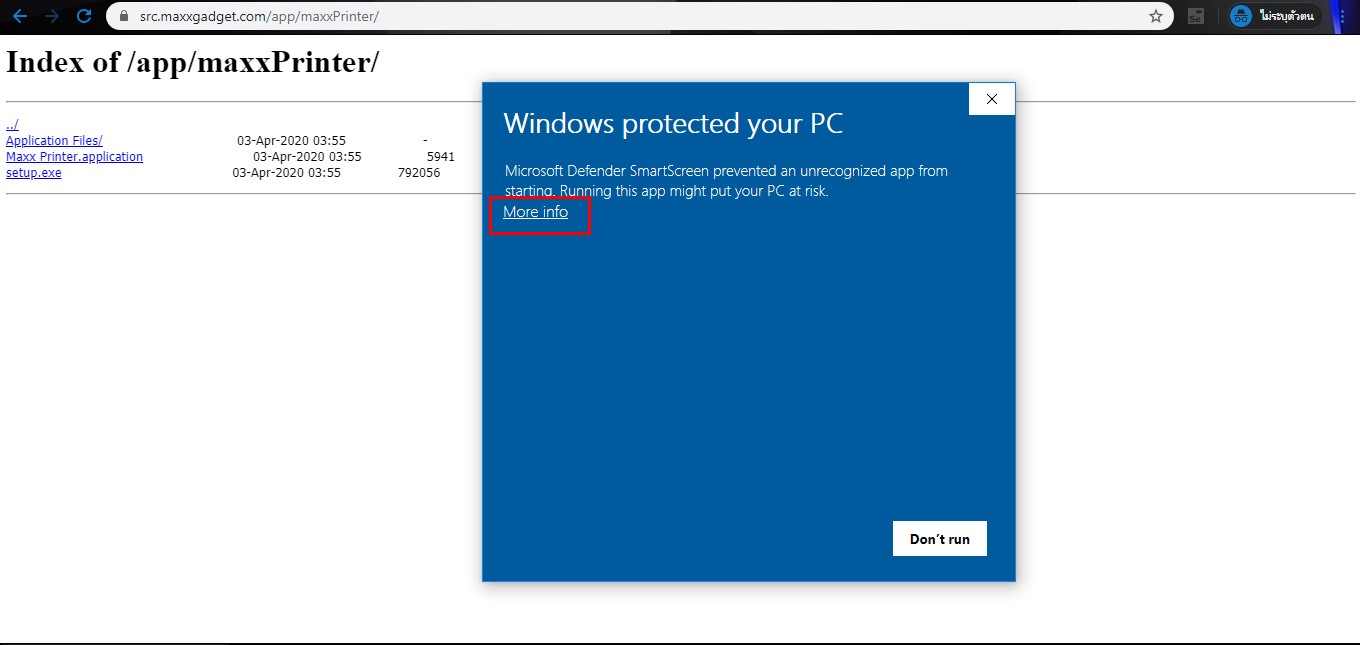 src.maxxgadget.com/app/maxxPrinter/
Se
ไม่ระบุตัวตน
Index of /app/maxxPrinter/
../
Application Files/ 03-Apr-2020 03:55 -
Maxx Printer.application 03-Apr-2020 03:55 5941
setup.exe 03-Apr-2020 03:55 792056
Windows protected your PC
Microsoft Defender SmartScreen prevented an unrecognized app from
starting. Running this app might put your PC at risk.
More info
Don't run